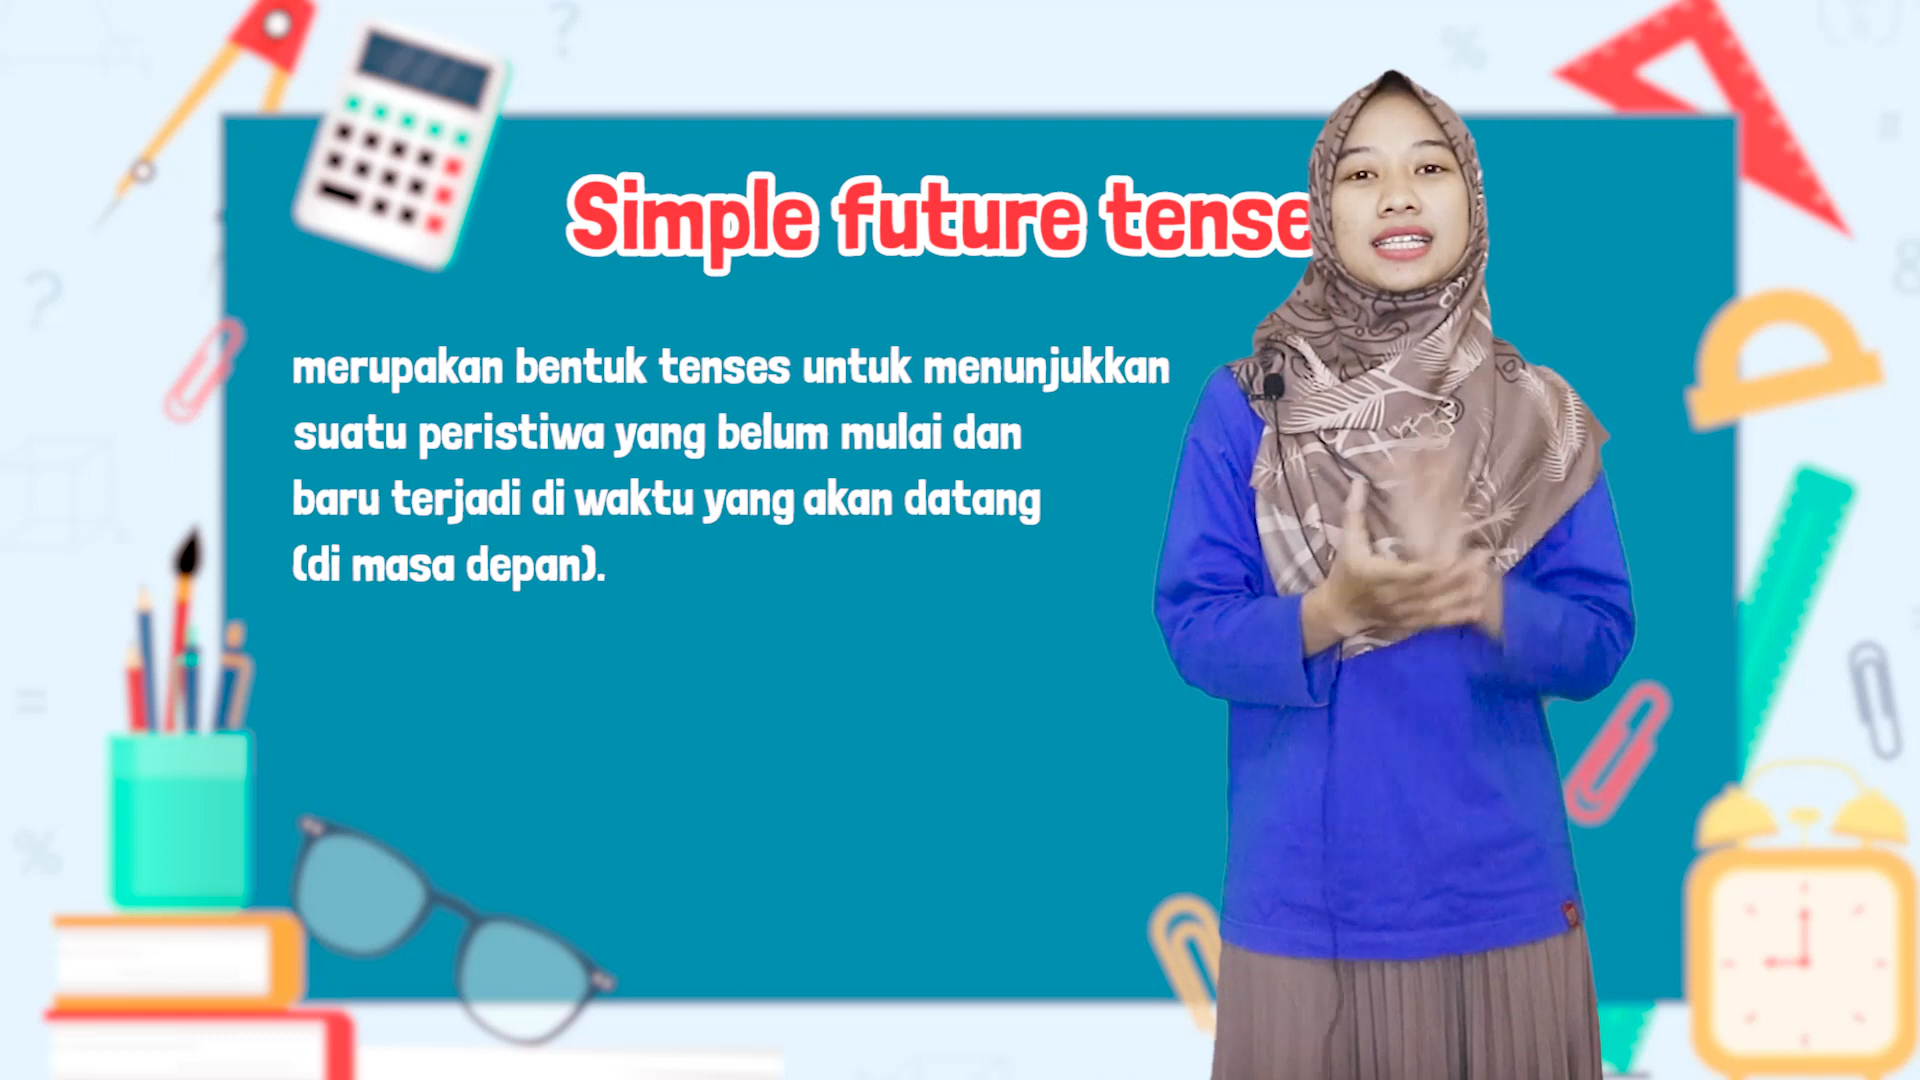 Simple future tense
merupakan bentuk tenses untuk menunjukkan
suatu peristiwa yang belum mulai dan
baru terjadi di waktu yang akan datang
(di masa depan).